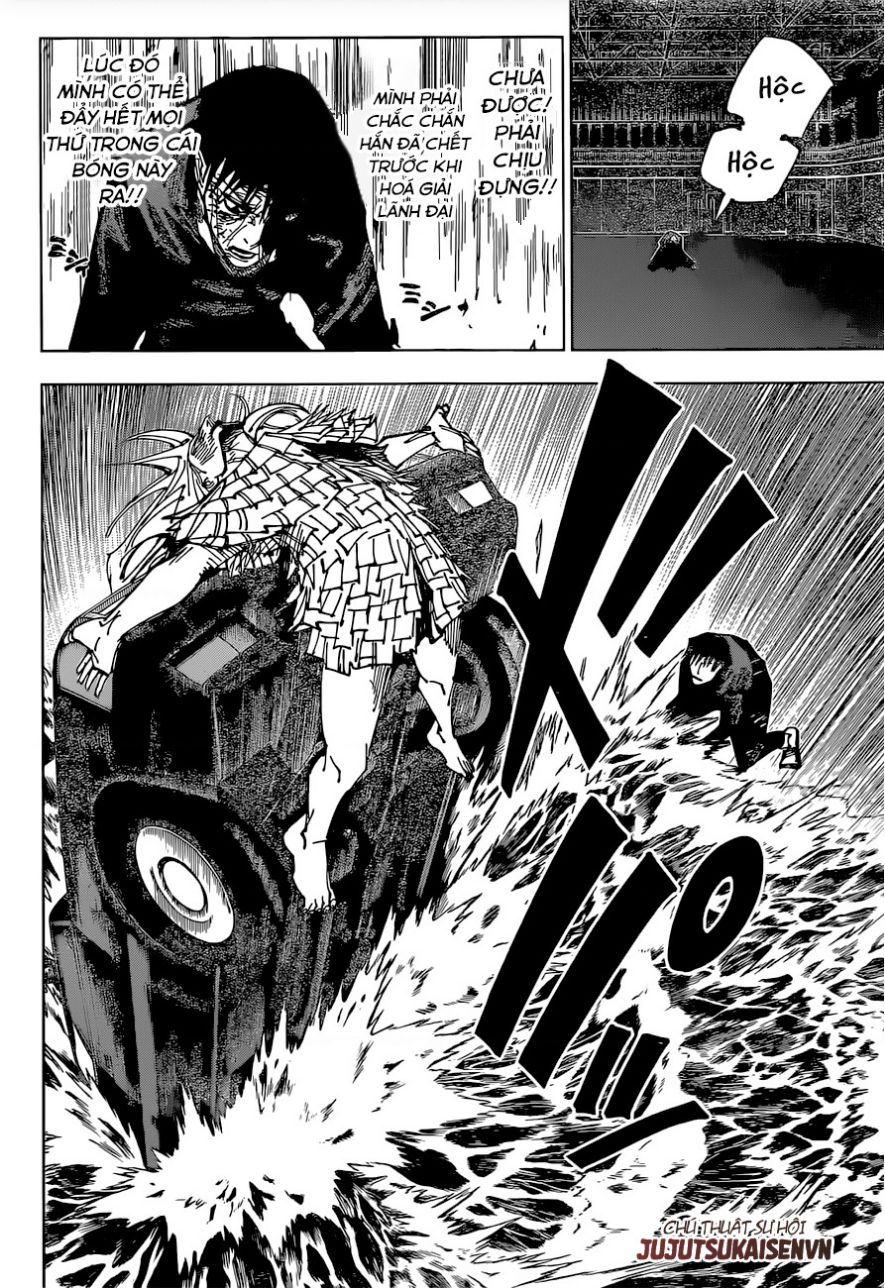 HỘC
HỘC
CHƯA
ĐƯỢC!
PHẢI
CHỊU
ĐỰNG!!
MÌNH PHẢI
CHẮC CHẮN
HẮN ĐÃ CHẾT
TRƯỚC KHI
HOÁ GIẢI
LÃNH ĐẠI
LÚC ĐÓ
MÌNH CÓ THỂ
ĐẨY HẾT MỌI
THỨ TRONG CÁI
BÓNG NÀY
RA!!
CHÚ THUẬT SƯ HỘI
JUJUTSUKAISENVN